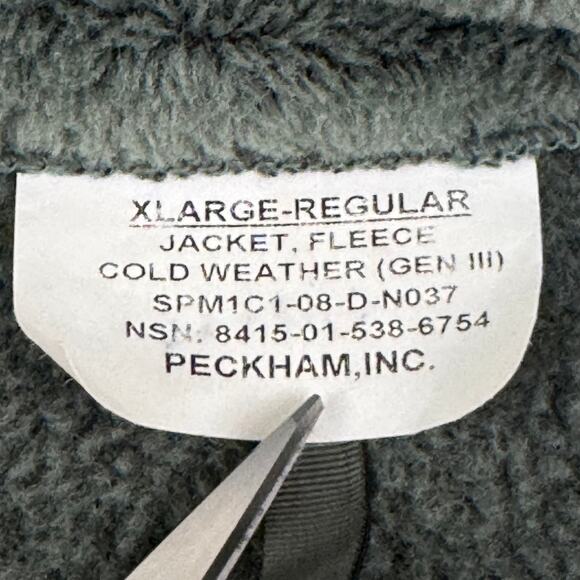 XLARGE-REGULAR
JACKET, FLEECE
COLD WEATHER (GEN III)
SPM1C1-08-D-N037
NSN: 8415-01-538-6754
PECKHAM,INC.